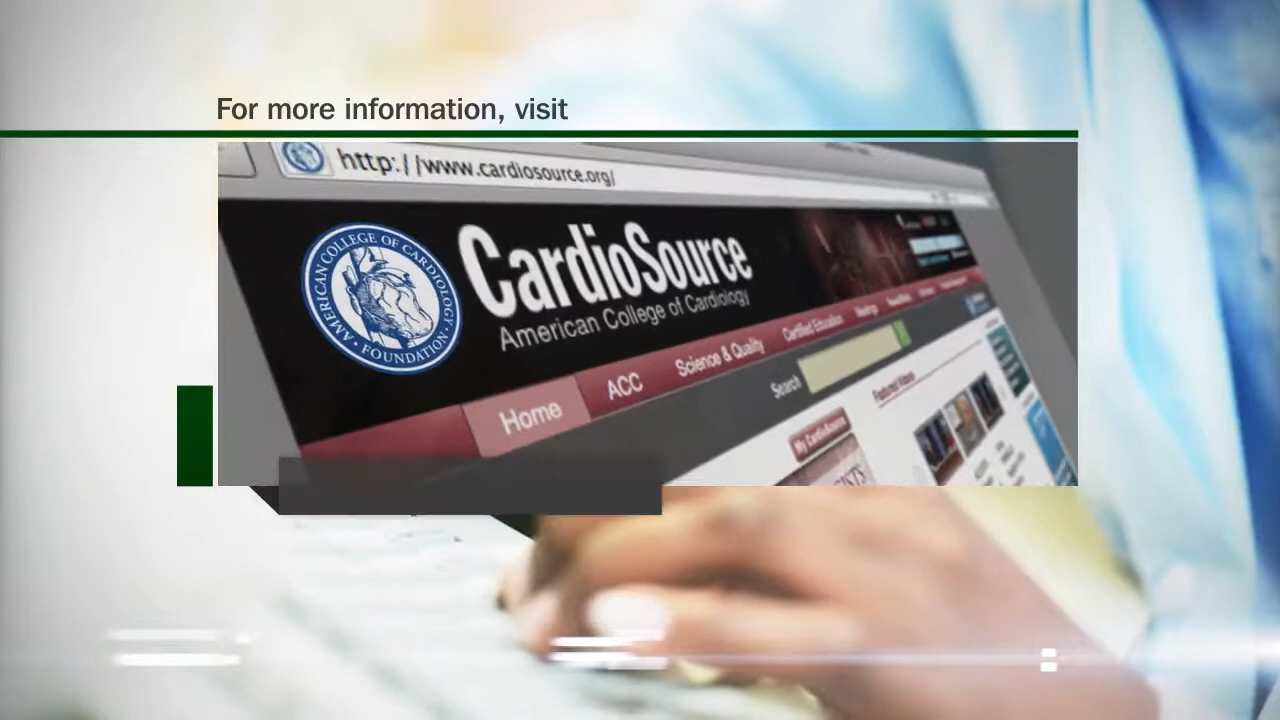 For more information, visit
http://www.cardiosource.org/
AMERICAN COLLEGE OF CARDIOLOGY
FOUNDATION
CardioSource
American College of Cardiology
Home
ACC
Science & Quality
Certified Education
Meetings
Search
Featured Videos
My CardioSource